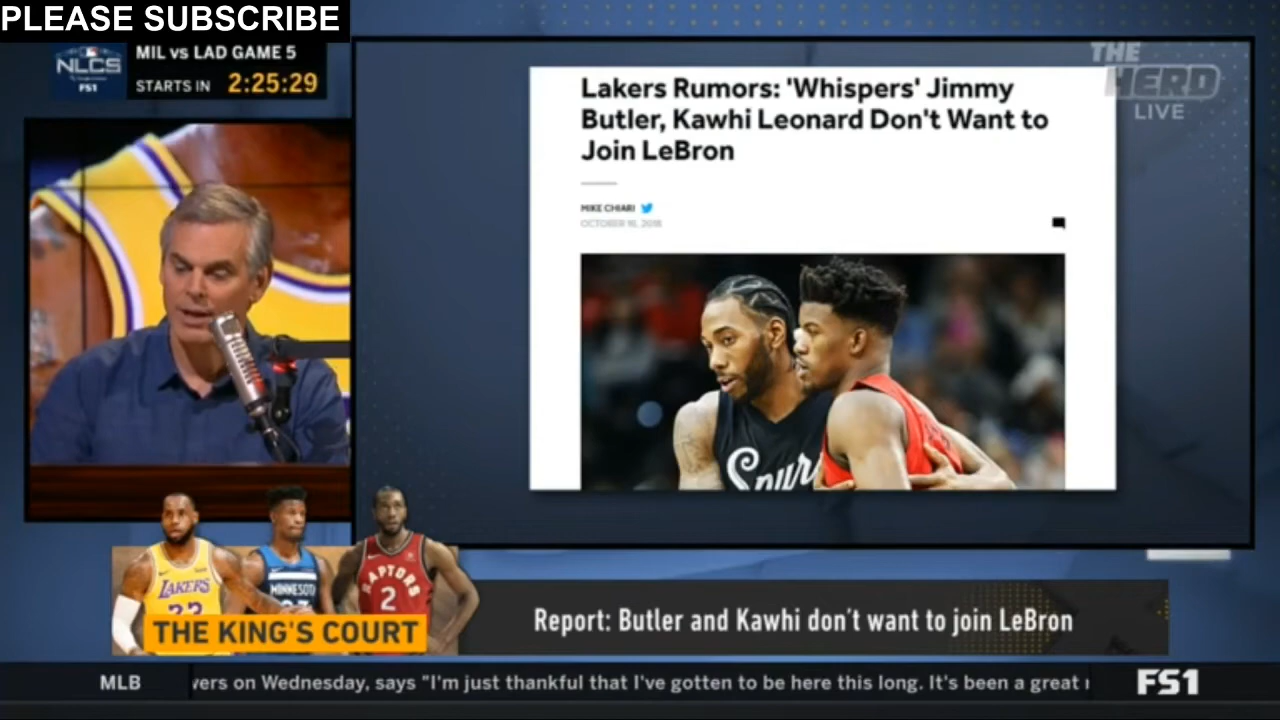 PLEASE SUBSCRIBE
NLCS
FS1
MIL vs LAD GAME 5
STARTS IN 2:25:29
THE
HERD
LIVE
Lakers Rumors: 'Whispers' Jimmy
Butler, Kawhi Leonard Don't Want to
Join LeBron
MIKE CHIARI
Spurs
LAKERS
MINNESOTA
RAPTORS
2
THE KING'S COURT
Report: Butler and Kawhi don't want to join LeBron
MLB
vers on Wednesday, says "I'm just thankful that I've gotten to be here this long. It's been a great
FS1